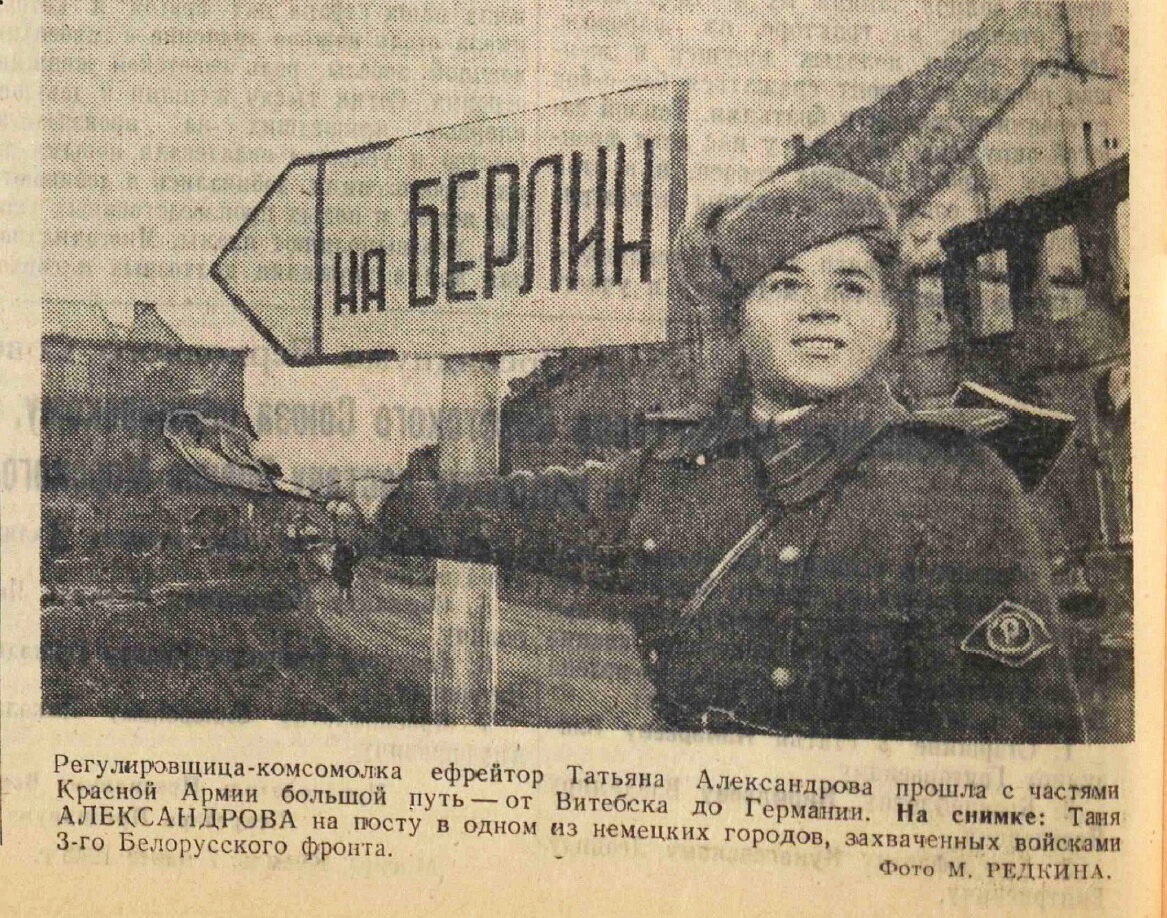 НА БЕРЛИН
Р
Регулировщица-комсомолка ефрейтор Татьяна Александрова прошла с частями
Красной Армии большой путь — от Витебска до Германии. На снимке: Таня
АЛЕКСАНДРОВА на посту в одном из немецких городов, захваченных войсками
3-го Белорусского фронта.
Фото М. РЕДКИНА.